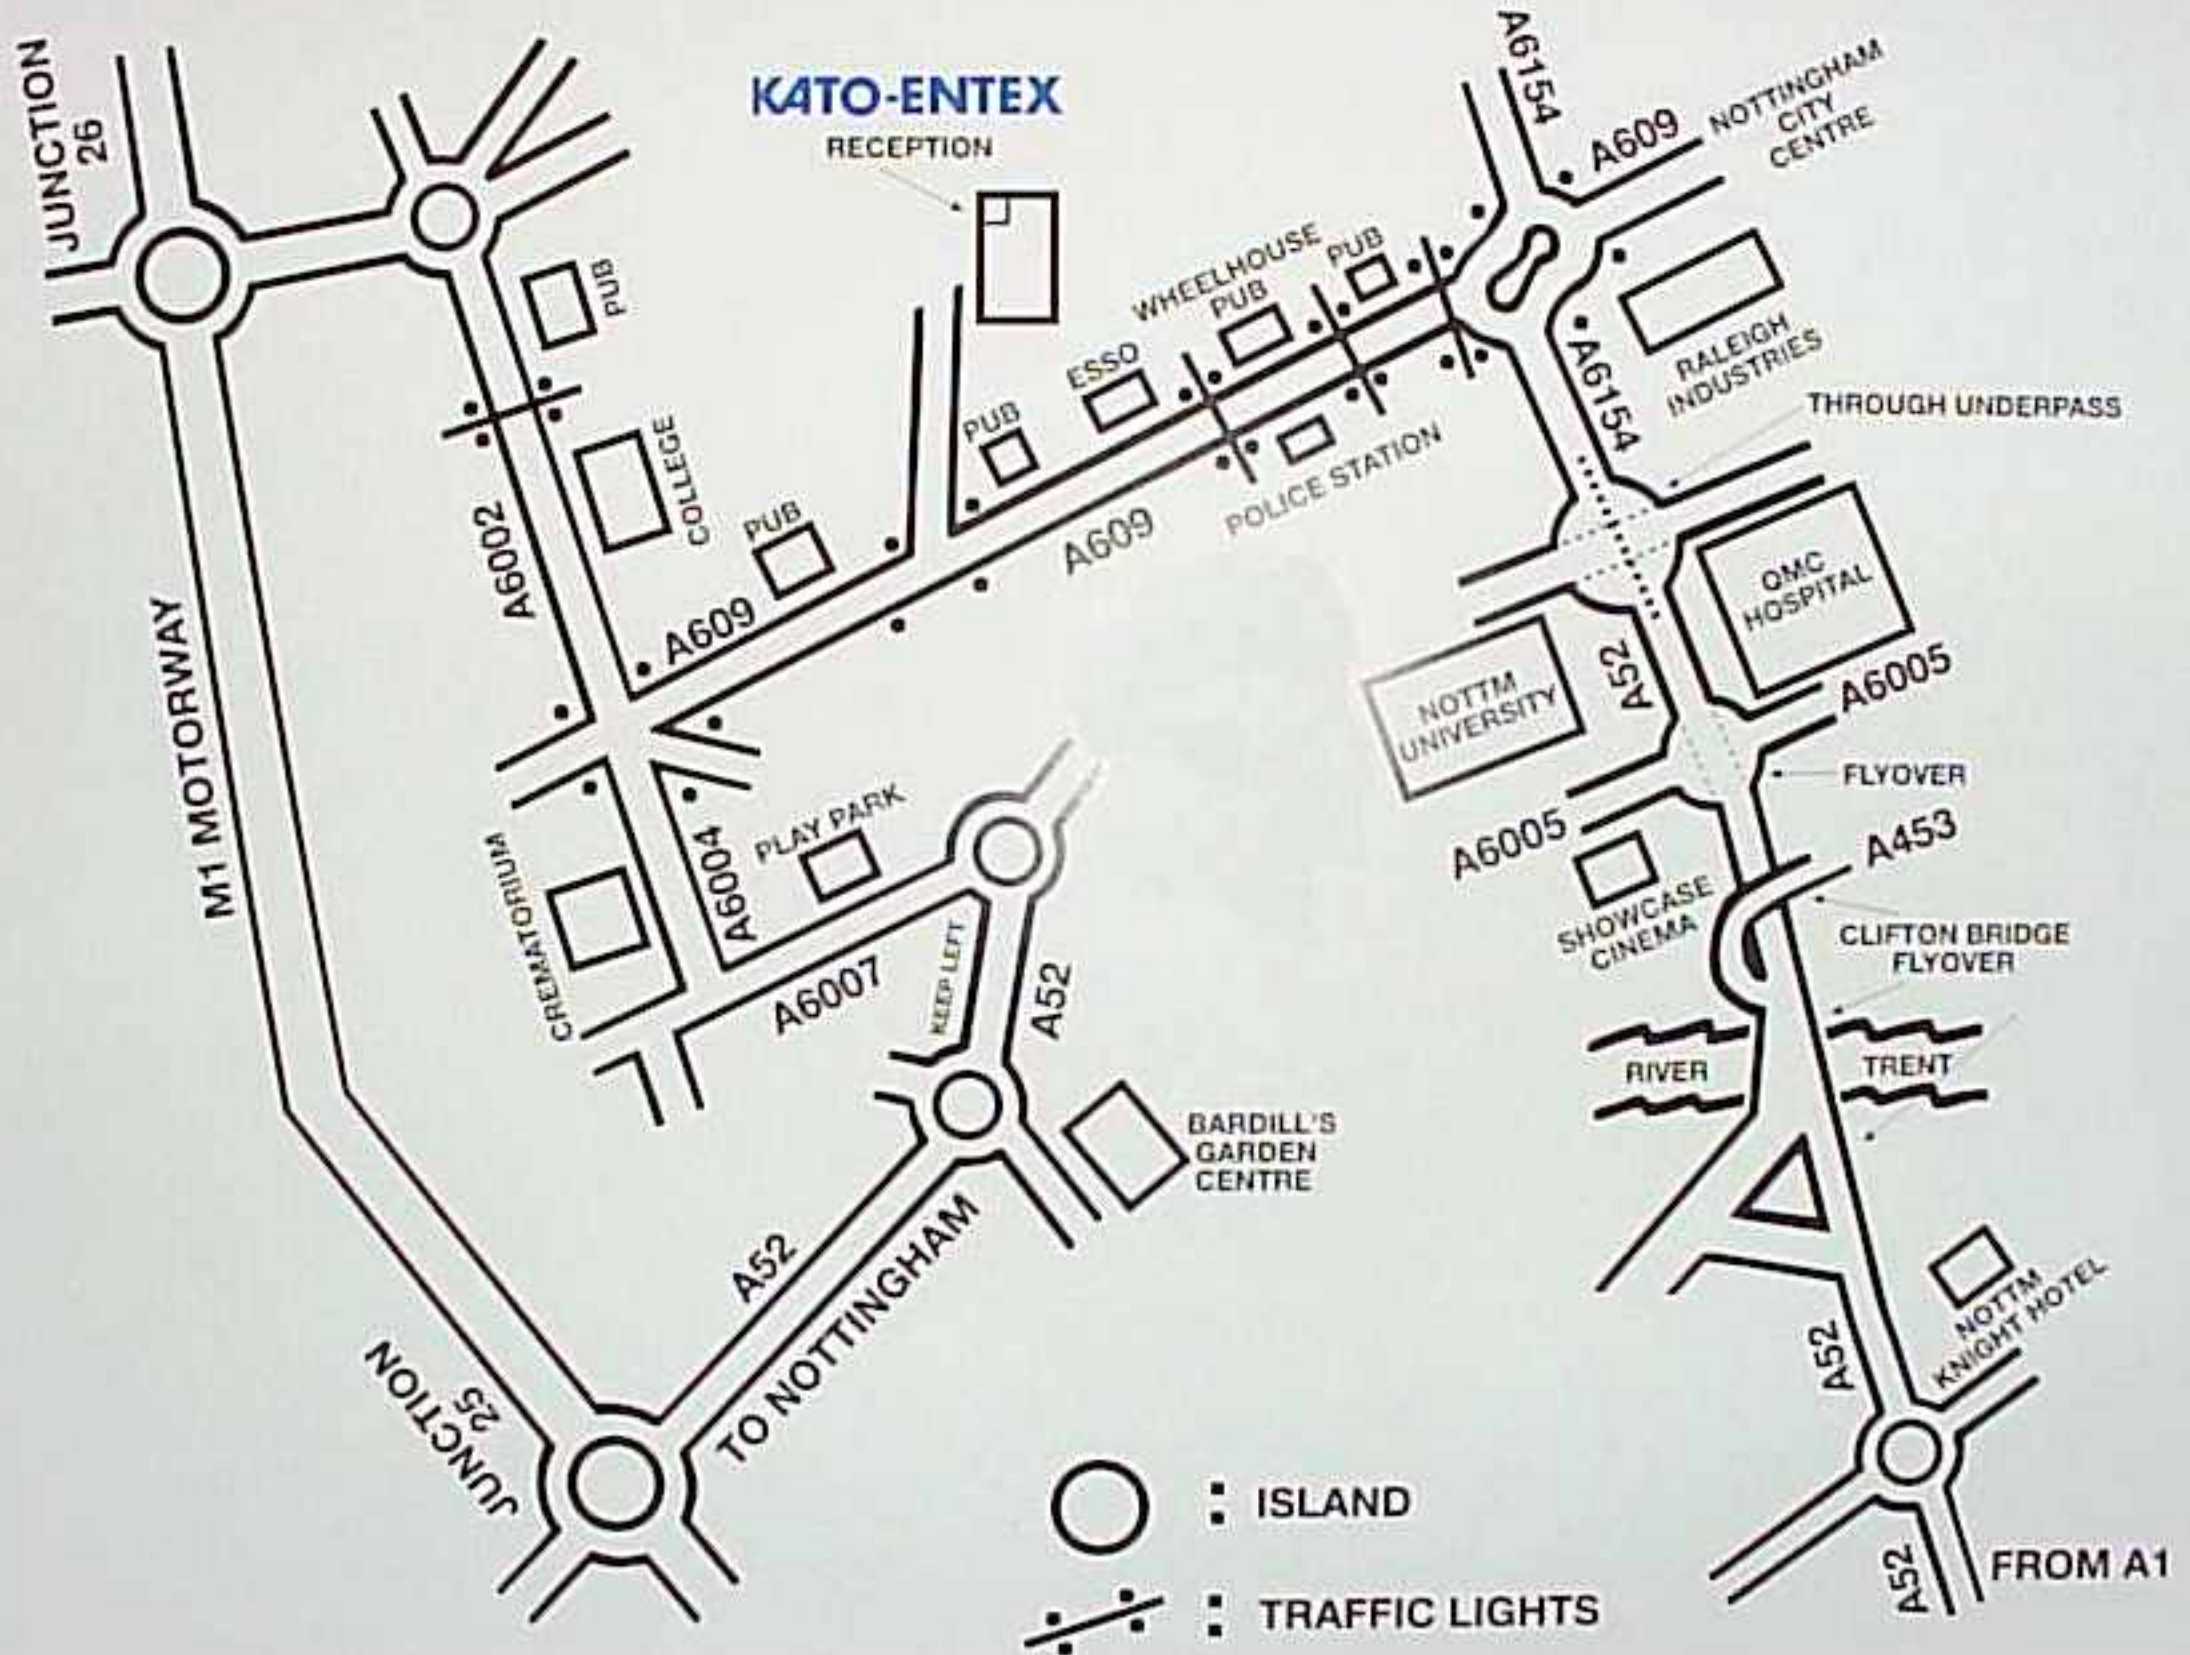 JUNCTION
26
KATO-ENTEX
RECEPTION
A6154
A609
NOTTINGHAM
CITY
CENTRE
PUB
WHEELHOUSE
PUB
PUB
ESSO
PUB
RALEIGH
INDUSTRIES
A6154
THROUGH UNDERPASS
COLLEGE
PUB
POLICE STATION
A6002
A609
A609
QMC
HOSPITAL
M1 MOTORWAY
NOTTM
UNIVERSITY
A52
A6005
FLYOVER
A6005
A453
PLAY PARK
A6004
CREMATORIUM
SHOWCASE
CINEMA
CLIFTON BRIDGE
FLYOVER
KEEP LEFT
A6007
A52
RIVER
TRENT
BARDILL'S
GARDEN
CENTRE
A52
TO NOTTINGHAM
NOTTM
KNIGHT HOTEL
A52
JUNCTION
25
: ISLAND
A52
FROM A1
: TRAFFIC LIGHTS